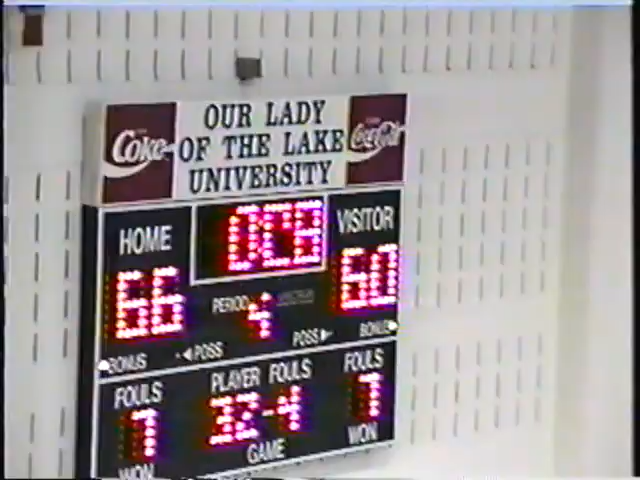 Coke
OUR LADY
OF THE LAKE
UNIVERSITY
Coca-Cola
HOME
VISITOR
66
60
PERIOD
4
BONUS
POSS
POSS
BONUS
FOULS
PLAYER FOULS
FOULS
7
32-4
7
WON
GAME
WON